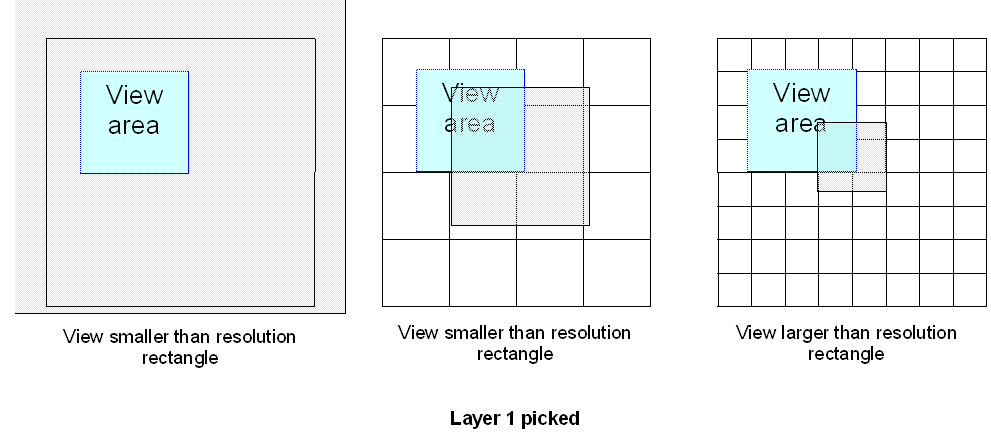 View
area
View
area
View
area
View smaller than resolution
rectangle
View smaller than resolution
rectangle
View larger than resolution
rectangle
Layer 1 picked